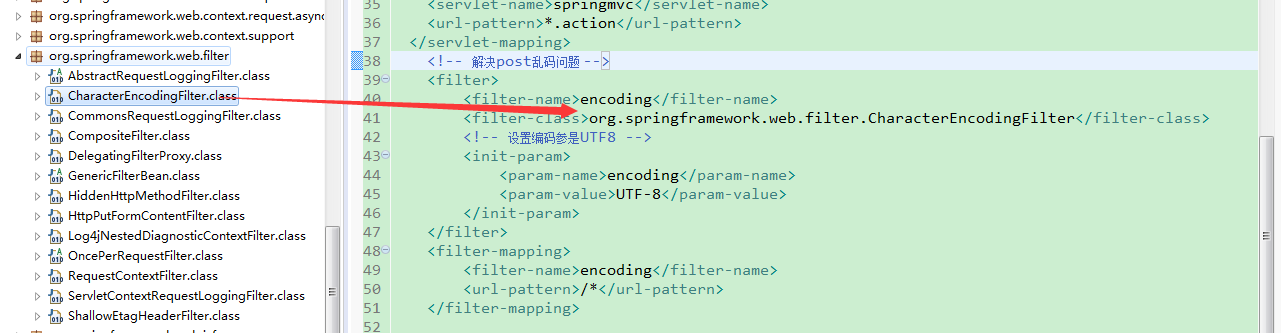 org.springframework.web.context.request.async
org.springframework.web.context.support
org.springframework.web.filter
AbstractRequestLoggingFilter.class
CharacterEncodingFilter.class
CommonsRequestLoggingFilter.class
CompositeFilter.class
DelegatingFilterProxy.class
GenericFilterBean.class
HiddenHttpMethodFilter.class
HttpPutFormContentFilter.class
Log4jNestedDiagnosticContextFilter.class
OncePerRequestFilter.class
RequestContextFilter.class
ServletContextRequestLoggingFilter.class
ShallowEtagHeaderFilter.class
35 <servlet-name>springmvc</servlet-name>
36 <url-pattern>*.action</url-pattern>
37 </servlet-mapping>
38 <!-- 解决post乱码问题 -->
39 <filter>
40 <filter-name>encoding</filter-name>
41 <filter-class>org.springframework.web.filter.CharacterEncodingFilter</filter-class>
42 <!-- 设置编码参是UTF8 -->
43 <init-param>
44 <param-name>encoding</param-name>
45 <param-value>UTF-8</param-value>
46 </init-param>
47 </filter>
48 <filter-mapping>
49 <filter-name>encoding</filter-name>
50 <url-pattern>/*</url-pattern>
51 </filter-mapping>
52